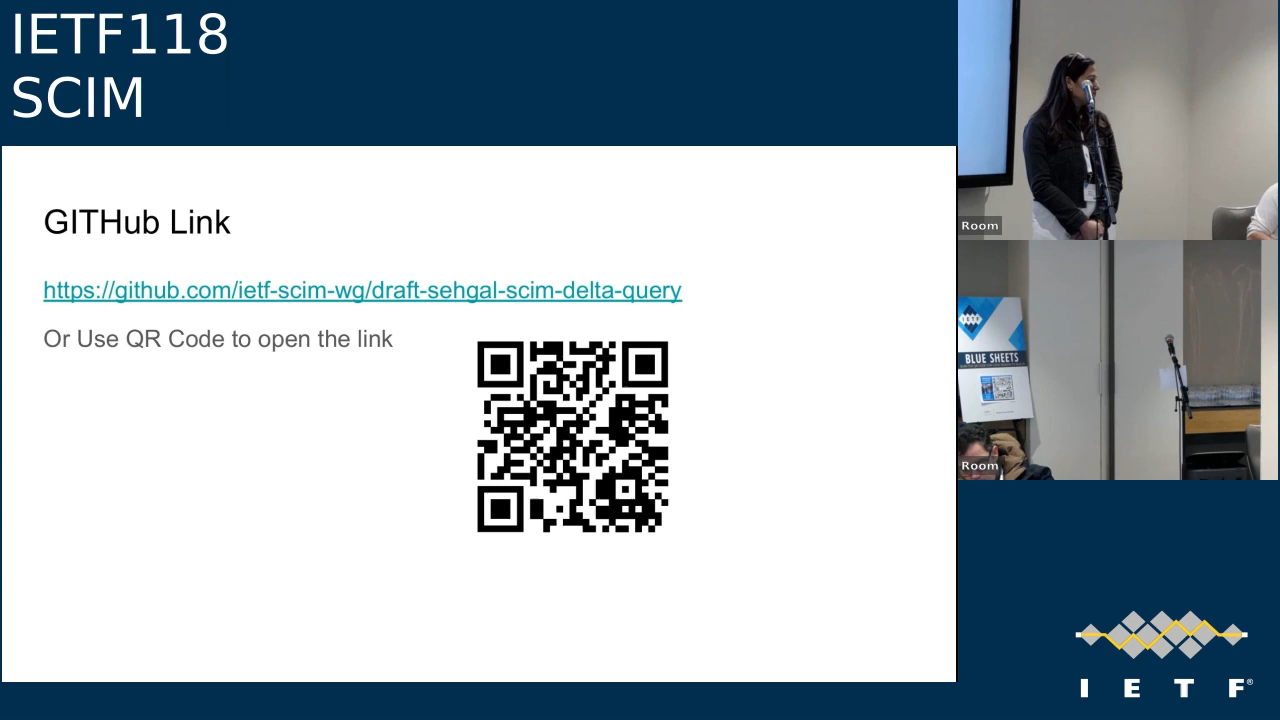 IETF118
SCIM
GITHub Link
https://github.com/ietf-scim-wg/draft-sehgal-scim-delta-query
Or Use QR Code to open the link
Room
BLUE SHEETS
Room
I E T F®